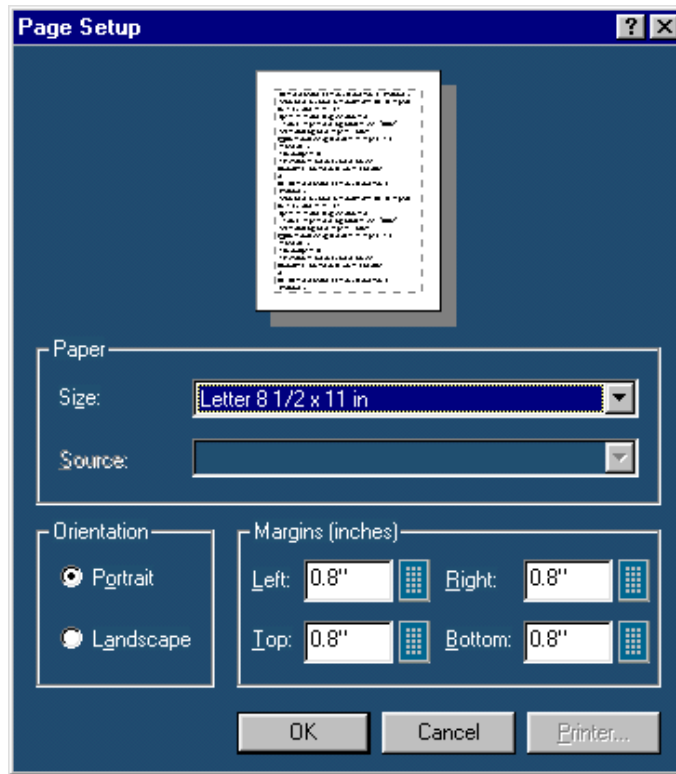 Page Setup
Paper
Size:
Letter 8 1/2 x 11 in
Source:
Orientation
Portrait
Landscape
Margins (inches)
Left: 0.8" Right: 0.8"
Top: 0.8" Bottom: 0.8"
OK Cancel Printer...